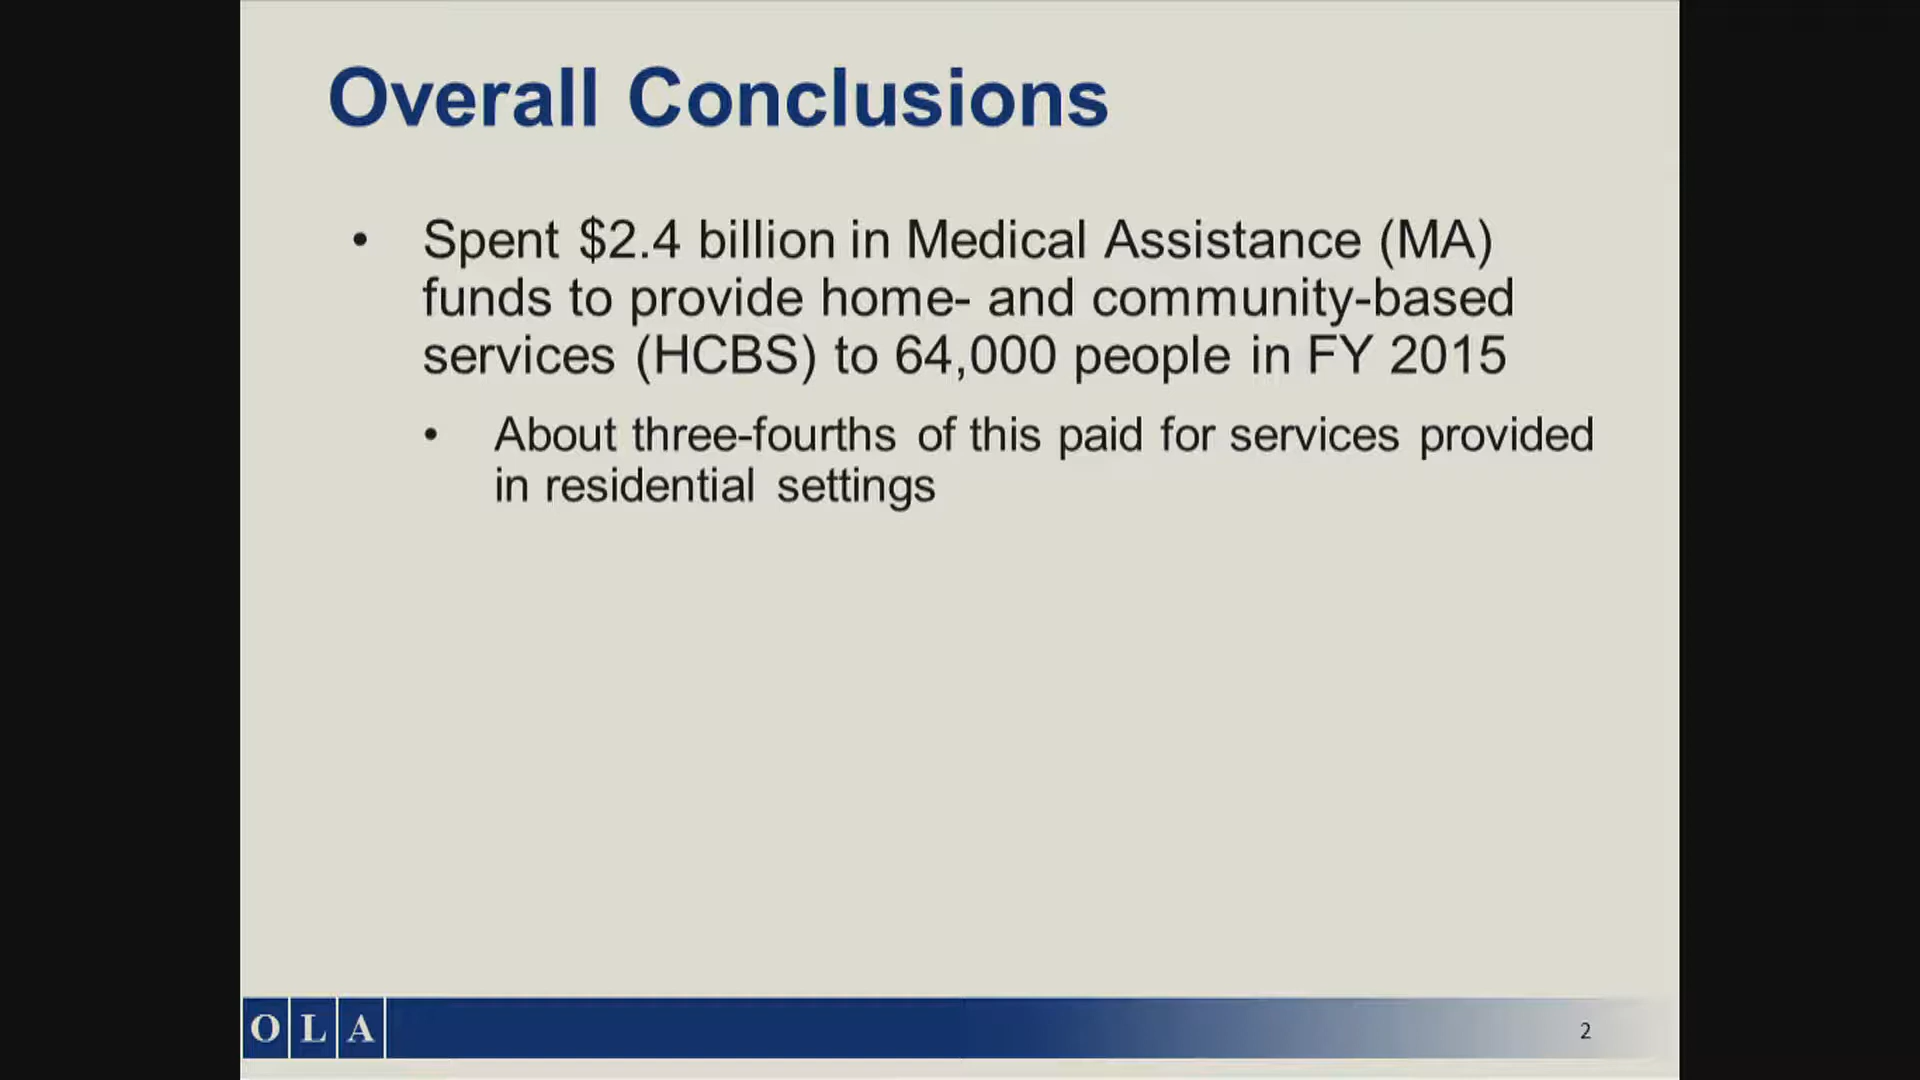 Overall Conclusions
• Spent $2.4 billion in Medical Assistance (MA)
funds to provide home- and community-based
services (HCBS) to 64,000 people in FY 2015
• About three-fourths of this paid for services provided
in residential settings
OLA
2